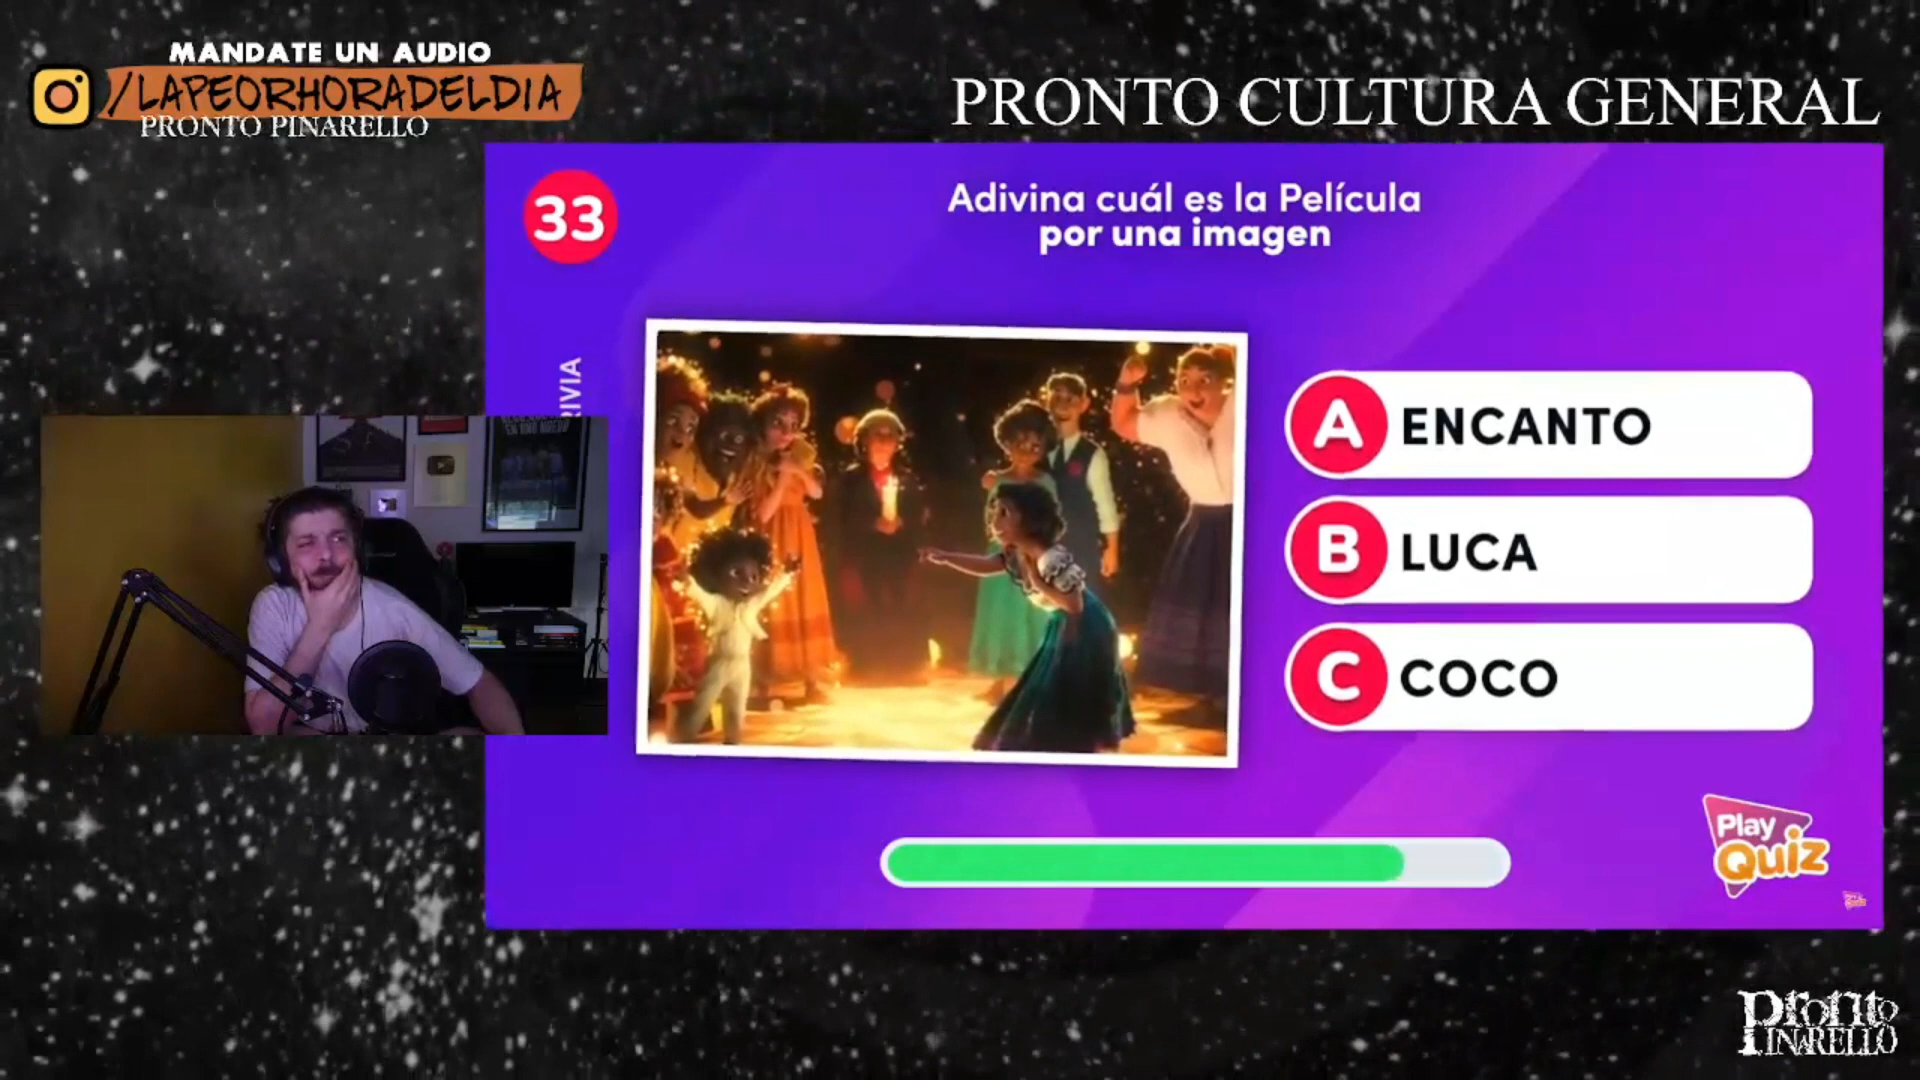 MANDATE UN AUDIO
/LAPEORHORADELDIA
PRONTO PINARELLO
PRONTO CULTURA GENERAL
33
Adivina cuál es la Película
por una imagen
RIVIA
A ENCANTO
B LUCA
C COCO
Play
Quiz
Pronto
PINARELLO